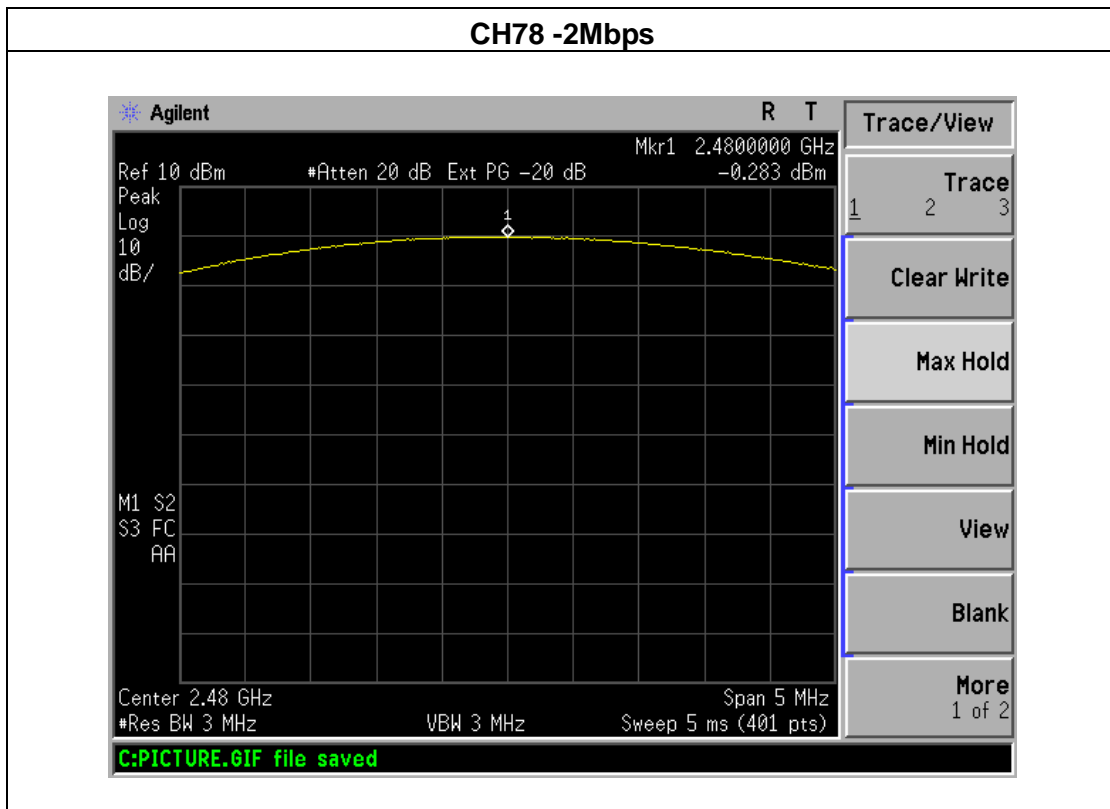 CH78 -2Mbps
Agilent
R T
Mkr1 2.4800000 GHz
Ref 10 dBm #Atten 20 dB Ext PG -20 dB -0.283 dBm
Peak
Log
10
dB/
1
M1 S2
S3 FC
AA
Center 2.48 GHz Span 5 MHz
#Res BW 3 MHz VBW 3 MHz Sweep 5 ms (401 pts)
C:PICTURE.GIF file saved
Trace/View
Trace
1 2 3
Clear Write
Max Hold
Min Hold
View
Blank
More
1 of 2